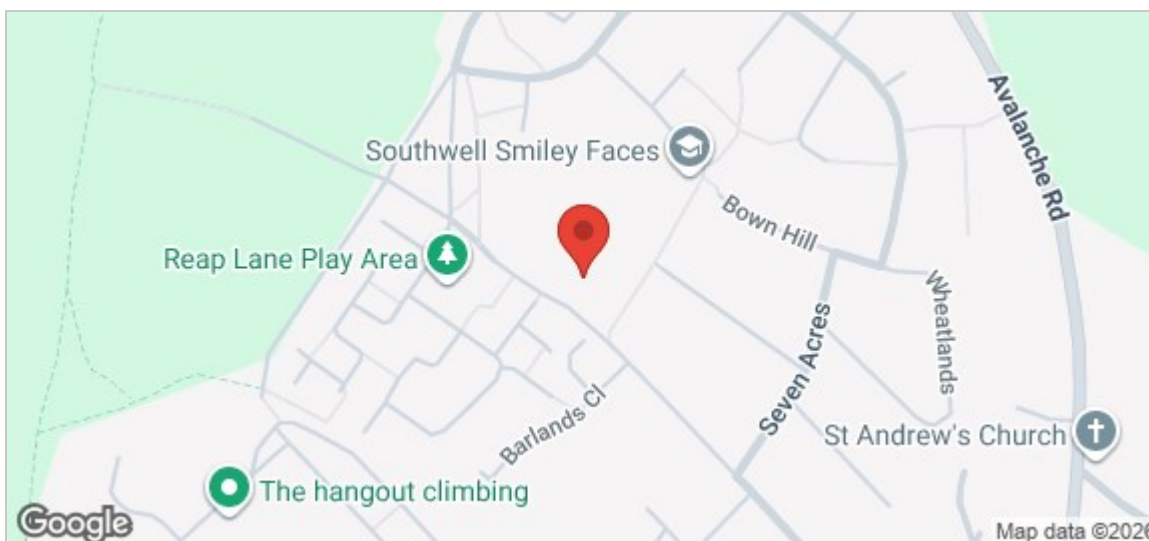 Avalanche Rd
Southwell Smiley Faces
Bown Hill
Reap Lane Play Area
Wheatlands
Seven Acres
Barlands Cl
St Andrew's Church
The hangout climbing
Google
Map data ©2026